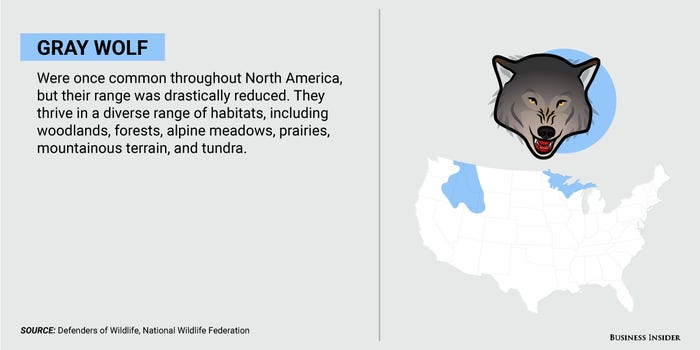 GRAY WOLF
Were once common throughout North America,
but their range was drastically reduced. They
thrive in a diverse range of habitats, including
woodlands, forests, alpine meadows, prairies,
mountainous terrain, and tundra.
SOURCE: Defenders of Wildlife, National Wildlife Federation
BUSINESS INSIDER